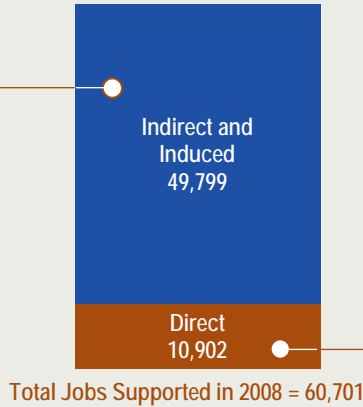 Indirect and
Induced
49,799
Direct
10,902
Total Jobs Supported in 2008 = 60,701